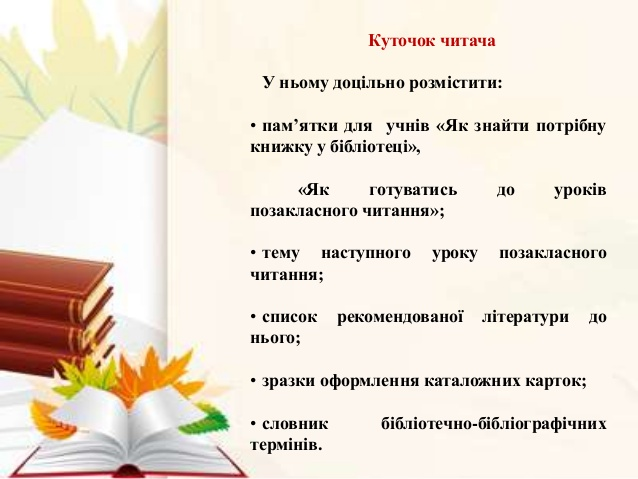 Куточок читача
У ньому доцільно розмістити:
• пам’ятки для учнів «Як знайти потрібну
книжку у бібліотеці»,
«Як готуватись до уроків
позакласного читання»;
• тему наступного уроку позакласного
читання;
• список рекомендованої літератури до
нього;
• зразки оформлення каталожних карток;
• словник бібліотечно-бібліографічних
термінів.